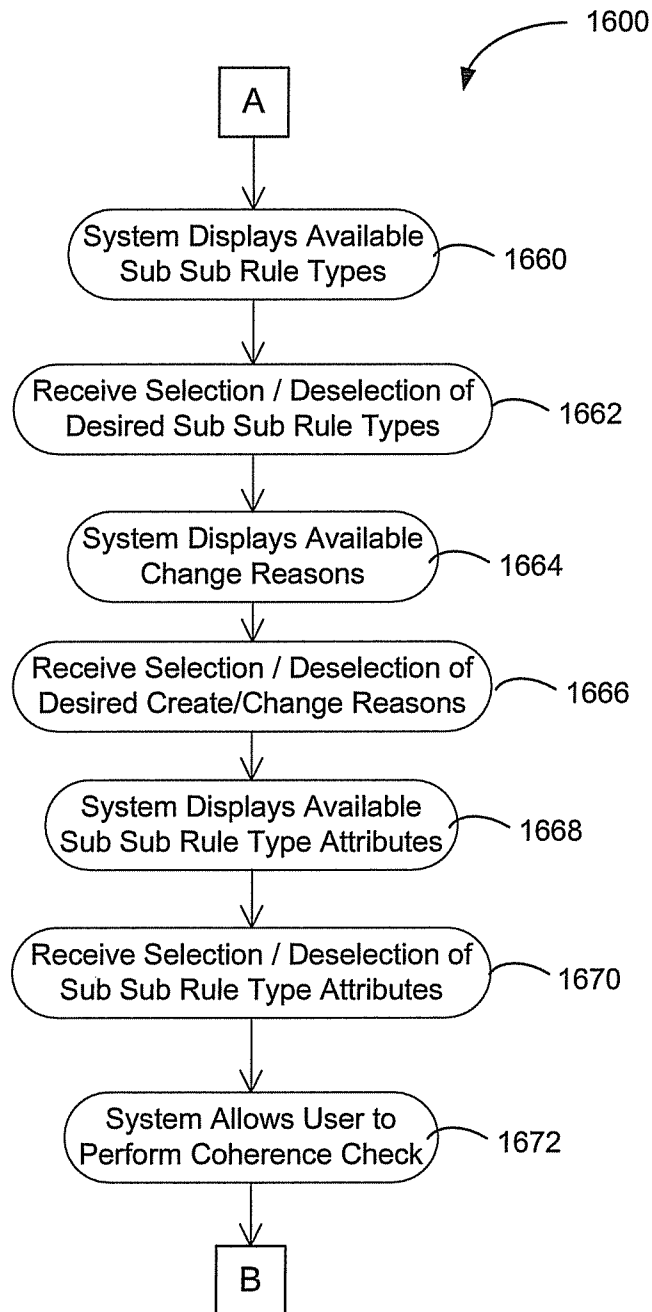 1600
A
System Displays Available
Sub Sub Rule Types
1660
Receive Selection / Deselection of
Desired Sub Sub Rule Types
1662
System Displays Available
Change Reasons
1664
Receive Selection / Deselection of
Desired Create/Change Reasons
1666
System Displays Available
Sub Sub Rule Type Attributes
1668
Receive Selection / Deselection of
Sub Sub Rule Type Attributes
1670
System Allows User to
Perform Coherence Check
1672
B